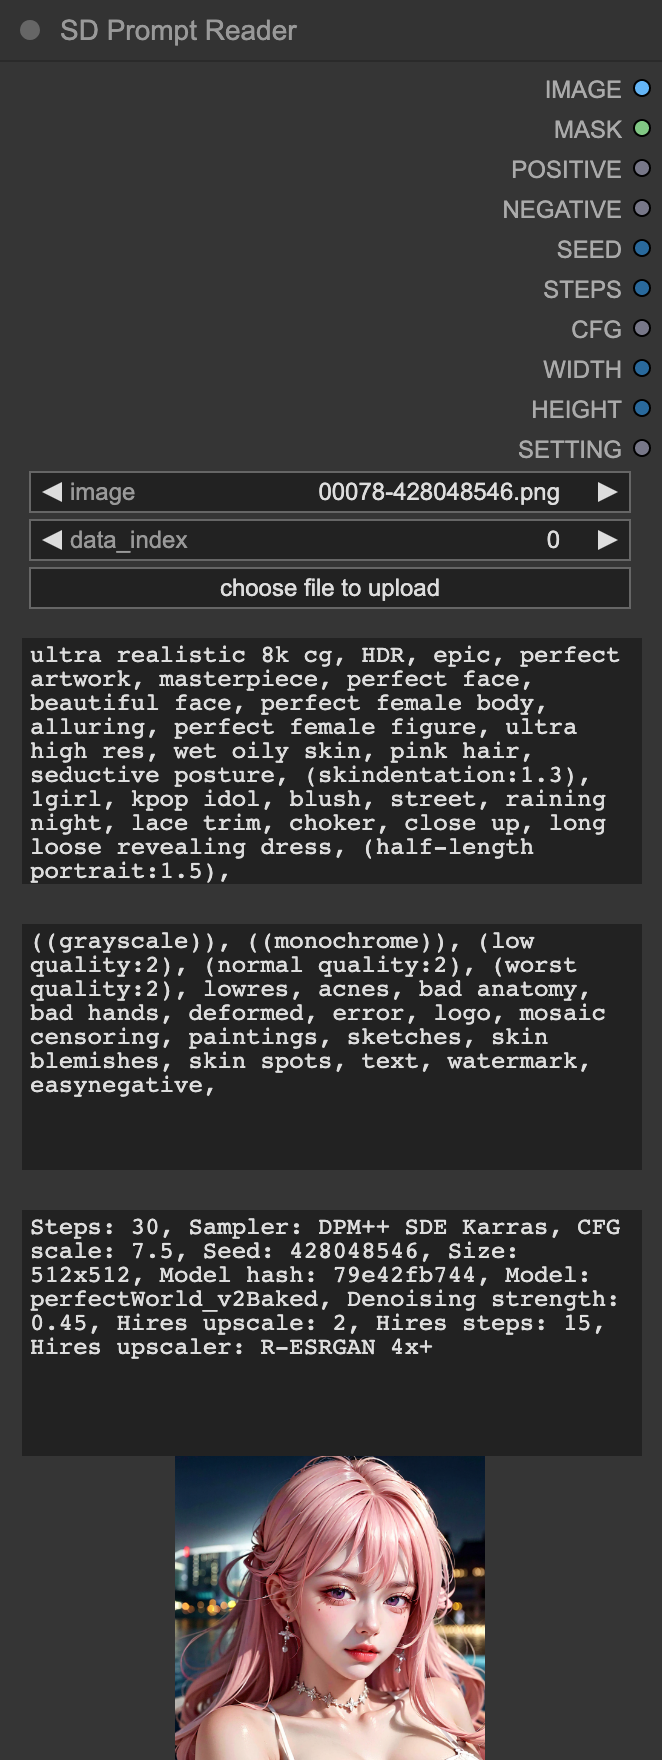 SD Prompt Reader
IMAGE
MASK
POSITIVE
NEGATIVE
SEED
STEPS
CFG
WIDTH
HEIGHT
SETTING
image 00078-428048546.png
data_index 0
choose file to upload
ultra realistic 8k cg, HDR, epic, perfect
artwork, masterpiece, perfect face,
beautiful face, perfect female body,
alluring, perfect female figure, ultra
high res, wet oily skin, pink hair,
seductive posture, (skindentation:1.3),
1girl, kpop idol, blush, street, raining
night, lace trim, choker, close up, long
loose revealing dress, (half-length
portrait:1.5),
((grayscale)), ((monochrome)), (low
quality:2), (normal quality:2), (worst
quality:2), lowres, acnes, bad anatomy,
bad hands, deformed, error, logo, mosaic
censoring, paintings, sketches, skin
blemishes, skin spots, text, watermark,
easynegative,
Steps: 30, Sampler: DPM++ SDE Karras, CFG
scale: 7.5, Seed: 428048546, Size:
512x512, Model hash: 79e42fb744, Model:
perfectWorld_v2Baked, Denoising strength:
0.45, Hires upscale: 2, Hires steps: 15,
Hires upscaler: R-ESRGAN 4x+